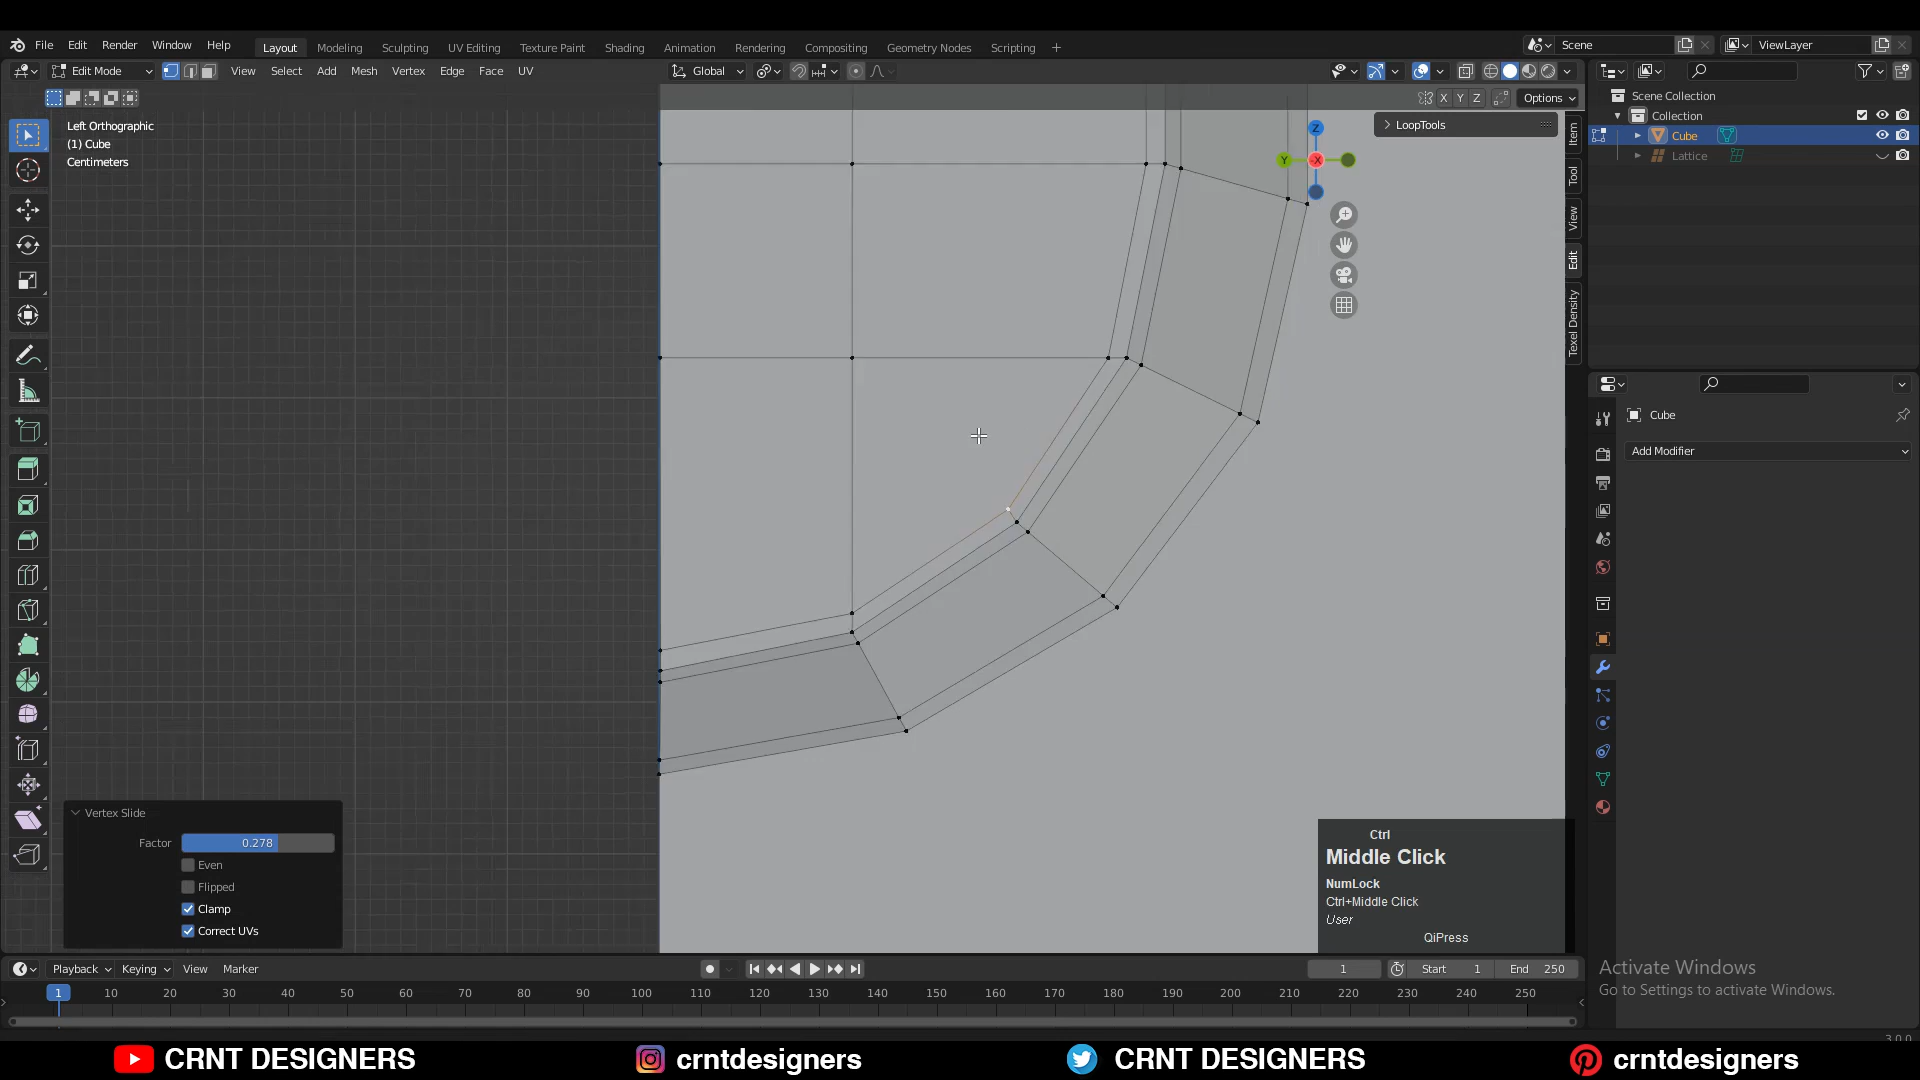 File Edit Render Window Help Layout Modeling Sculpting UV Editing Texture Paint Shading Animation Rendering Compositing Geometry Nodes Scripting + Scene ViewLayer
Edit Mode View Select Add Mesh Vertex Edge Face UV Global
X Y Z Options
Left Orthographic
(1) Cube
Centimeters
LoopTools
Z
Y
X
Item
Tool
View
Edit
Texel Density
Scene Collection
Collection
Cube
Lattice
Cube
Add Modifier
Vertex Slide
Factor 0.278
Even
Flipped
Clamp
Correct UVs
Ctrl
Middle Click
NumLock
Ctrl+Middle Click
User
QiPress
Activate Windows
Go to Settings to activate Windows.
Playback Keying View Marker 1 Start 1 End 250
1 10 20 30 40 50 60 70 80 90 100 110 120 130 140 150 160 170 180 190 200 210 220 230 240 250
3.0.0
CRNT DESIGNERS crntdesigners CRNT DESIGNERS crntdesigners